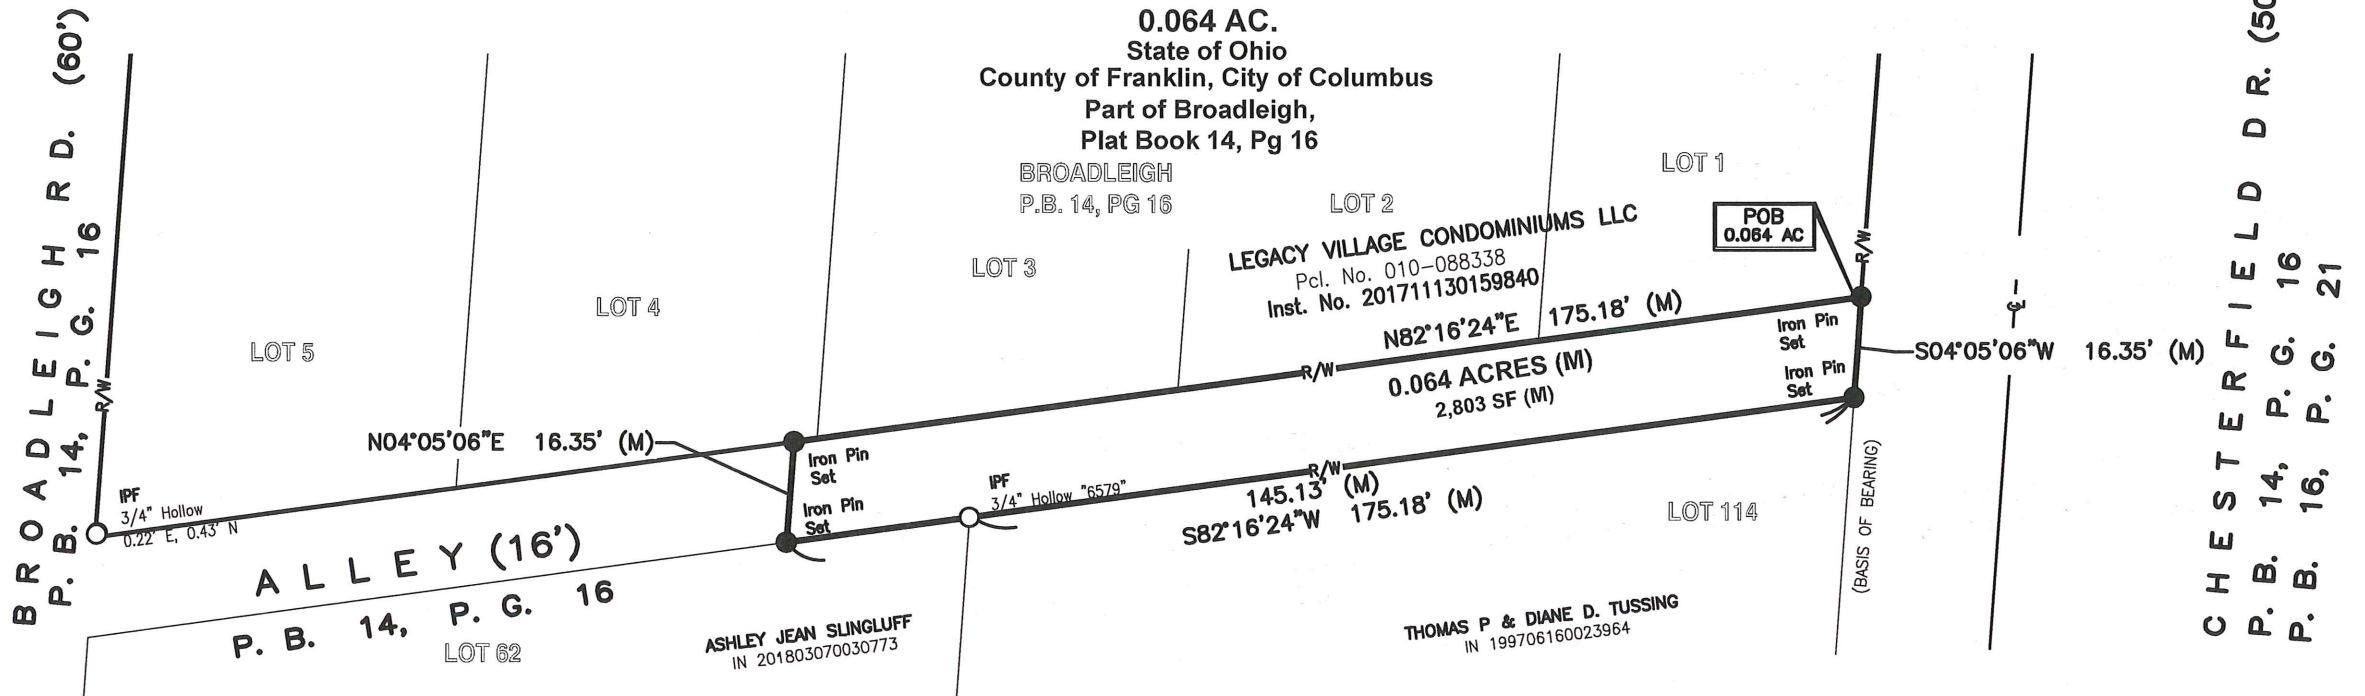 0.064 AC.
State of Ohio
County of Franklin, City of Columbus
Part of Broadleigh,
Plat Book 14, Pg 16
BROADLEIGH RD. (60')
P. B. 14, P. G. 16
R/W
BROADLEIGH
P.B. 14, PG 16
LOT 1
LOT 2
LOT 3
LOT 4
LOT 5
LEGACY VILLAGE CONDOMINIUMS LLC
Pcl. No. 010-088338
Inst. No. 201711130159840
POB
0.064 AC
R/W
N82°16'24"E 175.18' (M)
R/W
0.064 ACRES (M)
2,803 SF (M)
Iron Pin
Set
Iron Pin
Set
S04°05'06"W 16.35' (M)
℄
N04°05'06"E 16.35' (M)
Iron Pin
Set
Iron Pin
Set
IPF
3/4" Hollow
0.22' E, 0.43' N
IPF
3/4" Hollow "6579"
R/W
145.13' (M)
S82°16'24"W 175.18' (M)
LOT 114
(BASIS OF BEARING)
ALLEY (16')
P. B. 14, P. G. 16
LOT 62
ASHLEY JEAN SLINGLUFF
IN 201803070030773
THOMAS P & DIANE D. TUSSING
IN 199706160023964
CHESTERFIELD DR. (50
P. B. 14, P. G. 16
P. B. 16, P. G. 21